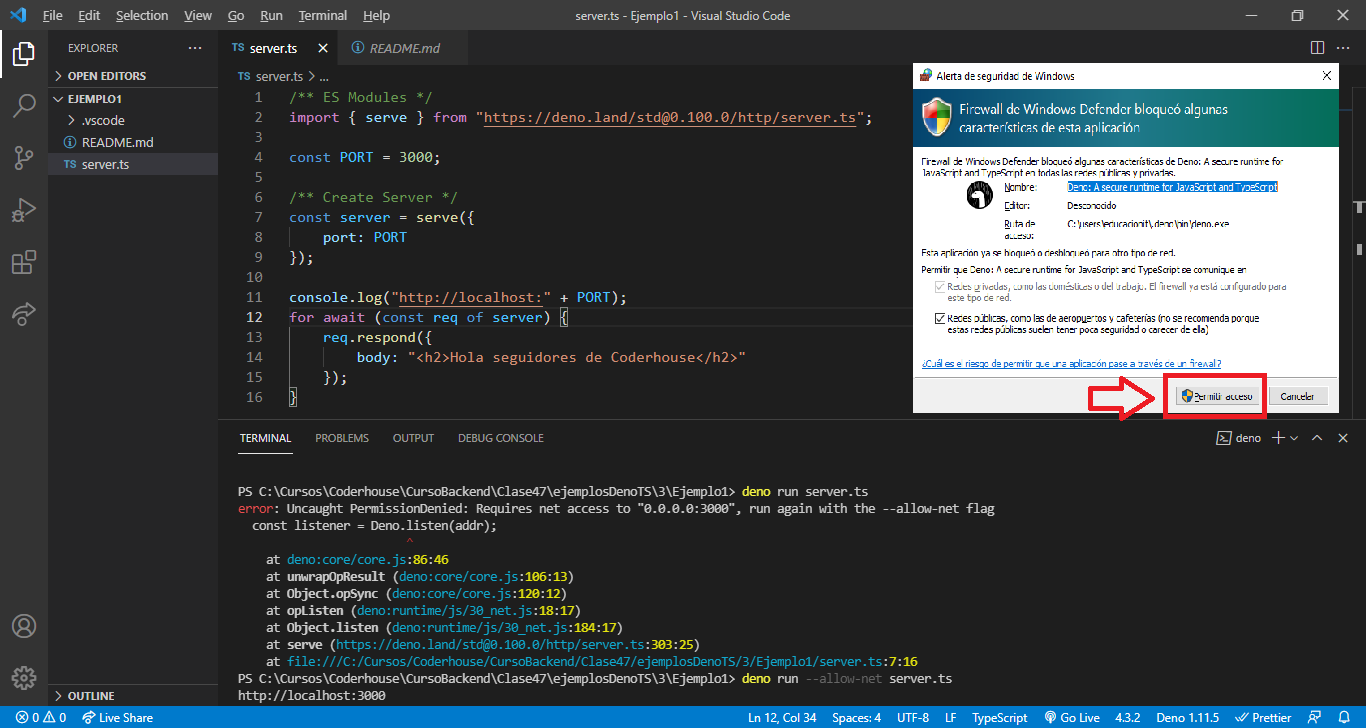 File Edit Selection View Go Run Terminal Help
server.ts - Ejemplo1 - Visual Studio Code
EXPLORER
OPEN EDITORS
EJEMPLO1
.vscode
README.md
TS server.ts
OUTLINE
TS server.ts
README.md
TS server.ts > ...
1 /** ES Modules */
2 import { serve } from "https://deno.land/std@0.100.0/http/server.ts";
3
4 const PORT = 3000;
5
6 /** Create Server */
7 const server = serve({
8 port: PORT
9 });
10
11 console.log("http://localhost:" + PORT);
12 for await (const req of server) {
13 req.respond({
14 body: "<h2>Hola seguidores de Coderhouse</h2>"
15 });
16 }
Alerta de seguridad de Windows
Firewall de Windows Defender bloqueó algunas
características de esta aplicación
Firewall de Windows Defender bloqueó algunas características de Deno: A secure runtime for
JavaScript and TypeScript en todas las redes públicas y privadas.
Nombre: Deno: A secure runtime for JavaScript and TypeScript
Editor: Desconocido
Ruta de C:\users\educacionit\.deno\bin\deno.exe
acceso:
Esta aplicación ya se bloqueó o desbloqueó para otro tipo de red.
Permitir que Deno: A secure runtime for JavaScript and TypeScript se comunique en
Redes privadas, como las domésticas o del trabajo. El firewall ya está configurado para
este tipo de red.
Redes públicas, como las de aeropuertos y cafeterías (no se recomienda porque
estas redes públicas suelen tener poca seguridad o carecer de ella)
¿Cuál es el riesgo de permitir que una aplicación pase a través de un firewall?
Permitir acceso
Cancelar
TERMINAL PROBLEMS OUTPUT DEBUG CONSOLE
deno
PS C:\Cursos\Coderhouse\CursoBackend\Clase47\ejemplosDenoTS\3\Ejemplo1> deno run server.ts
error: Uncaught PermissionDenied: Requires net access to "0.0.0.0:3000", run again with the --allow-net flag
const listener = Deno.listen(addr);
^
at deno:core/core.js:86:46
at unwrapOpResult (deno:core/core.js:106:13)
at Object.opSync (deno:core/core.js:120:12)
at opListen (deno:runtime/js/30_net.js:18:17)
at Object.listen (deno:runtime/js/30_net.js:184:17)
at serve (https://deno.land/std@0.100.0/http/server.ts:303:25)
at file:///C:/Cursos/Coderhouse/CursoBackend/Clase47/ejemplosDenoTS/3/Ejemplo1/server.ts:7:16
PS C:\Cursos\Coderhouse\CursoBackend\Clase47\ejemplosDenoTS\3\Ejemplo1> deno run --allow-net server.ts
http://localhost:3000
0 0 Live Share
Ln 12, Col 34 Spaces: 4 UTF-8 LF TypeScript Go Live 4.3.2 Deno 1.11.5 Prettier